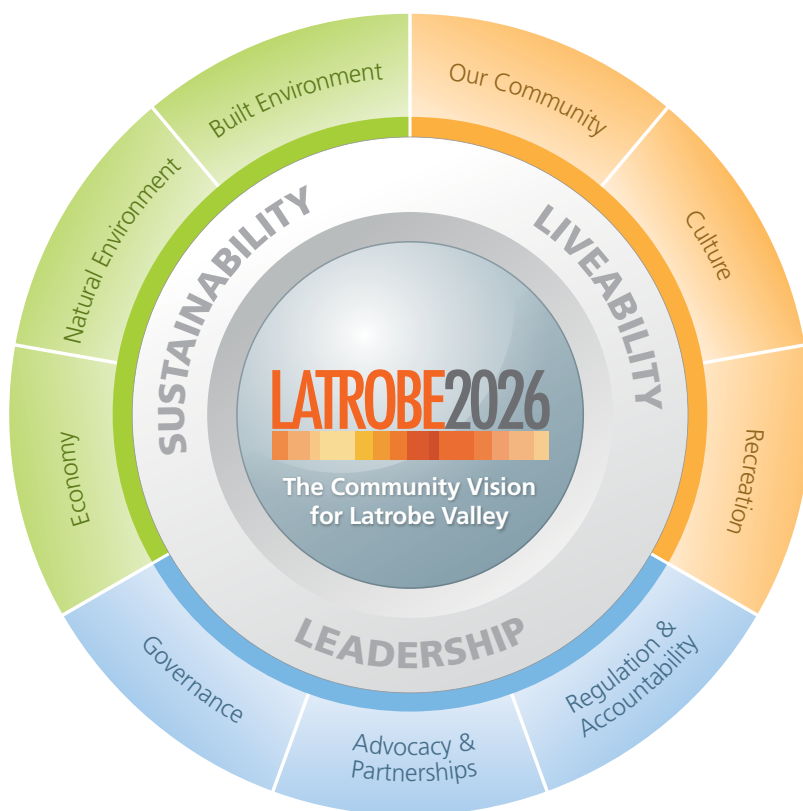 Built Environment
Our Community
Natural Environment
Culture
SUSTAINABILITY
LIVEABILITY
LATROBE2026
The Community Vision
for Latrobe Valley
Economy
Recreation
LEADERSHIP
Governance
Advocacy &
Partnerships
Regulation &
Accountability